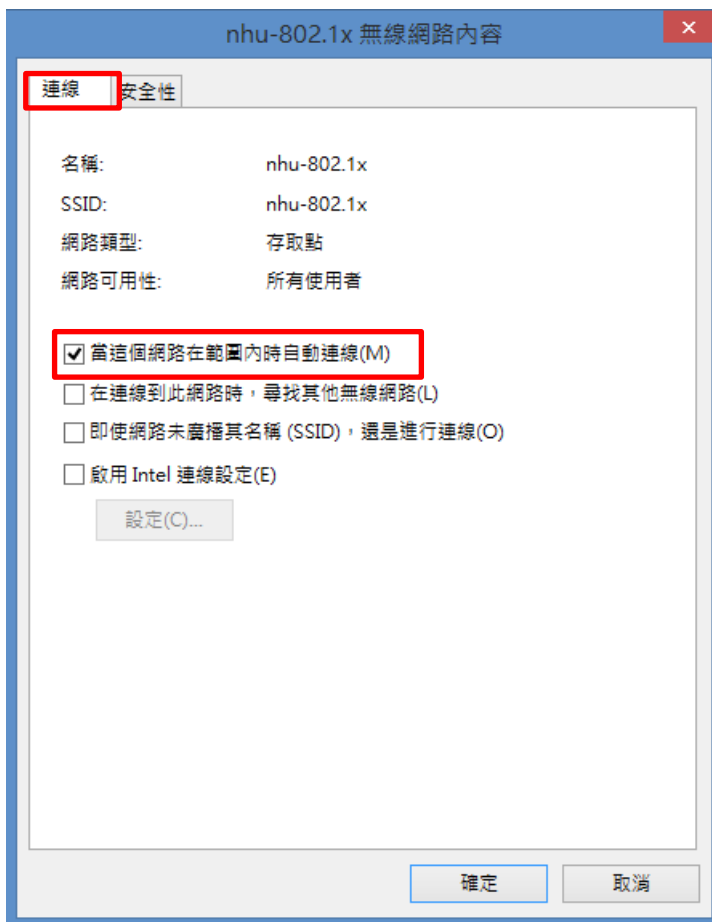 nhu-802.1x 無線網路內容
連線 安全性
名稱: nhu-802.1x
SSID: nhu-802.1x
網路類型: 存取點
網路可用性: 所有使用者
當這個網路在範圍內時自動連線(M)
在連線到此網路時，尋找其他無線網路(L)
即使網路未廣播其名稱 (SSID)，還是進行連線(O)
啟用 Intel 連線設定(E)
設定(C)...
確定 取消